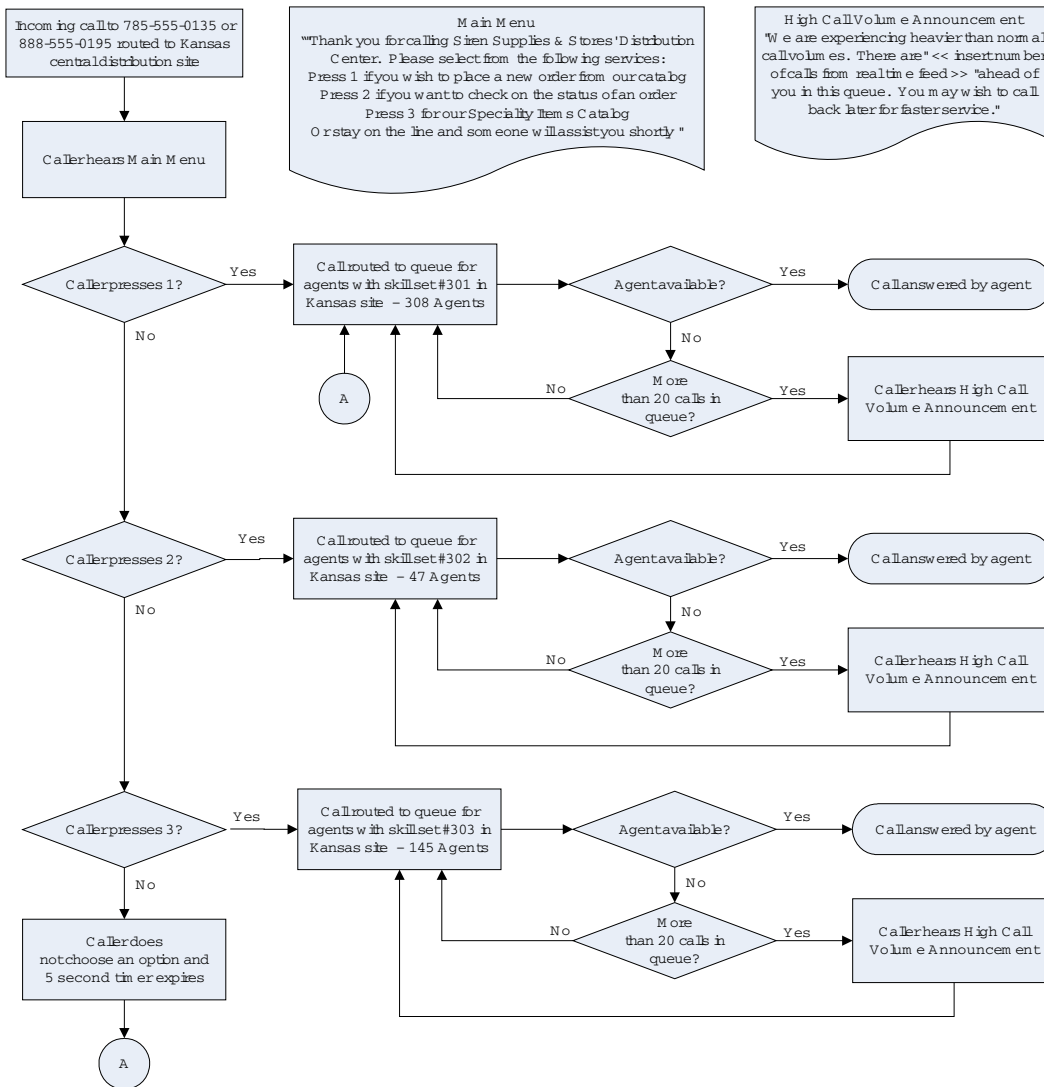 Incoming call to 785-555-0135 or
888-555-0195 routed to Kansas
central distribution site
Main Menu
""Thank you for calling Siren Supplies & Stores' Distribution
Center. Please select from the following services:
Press 1 if you wish to place a new order from our catalog
Press 2 if you want to check on the status of an order
Press 3 for our Speciality Items Catalog
Or stay on the line and someone will assist you shortly "
High Call Volume Announcement
"We are experiencing heavier than normal
call volumes. There are" << insert number
of calls from real time feed >> "ahead of
you in this queue. You may wish to call
back later for faster service."
Caller hears Main Menu
Caller presses 1?
Yes
No
Call routed to queue for
agents with skill set #301 in
Kansas site – 308 Agents
Agent available?
Yes
No
Call answered by agent
A
More
than 20 calls in
queue?
No
Yes
Caller hears High Call
Volume Announcement
Caller presses 2?
Yes
No
Call routed to queue for
agents with skill set #302 in
Kansas site – 47 Agents
Agent available?
Yes
No
Call answered by agent
More
than 20 calls in
queue?
No
Yes
Caller hears High Call
Volume Announcement
Caller presses 3?
Yes
No
Call routed to queue for
agents with skill set #303 in
Kansas site – 145 Agents
Agent available?
Yes
No
Call answered by agent
More
than 20 calls in
queue?
No
Yes
Caller hears High Call
Volume Announcement
Caller does
not choose an option and
5 second timer expires
A